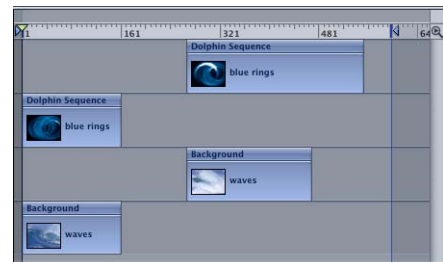 1 161 321 481 64
Dolphin Sequence
blue rings
Dolphin Sequence
blue rings
Background
waves
Background
waves